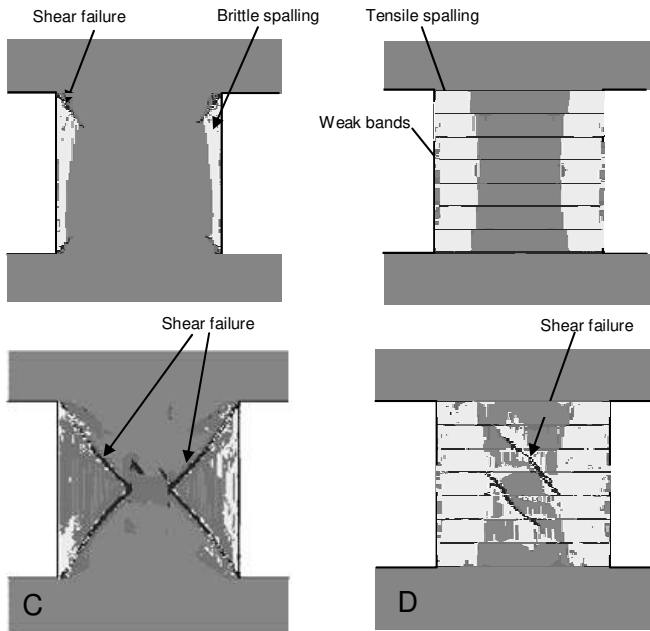 Shear failure
Brittle spalling
Tensile spalling
Weak bands
Shear failure
Shear failure
C
D